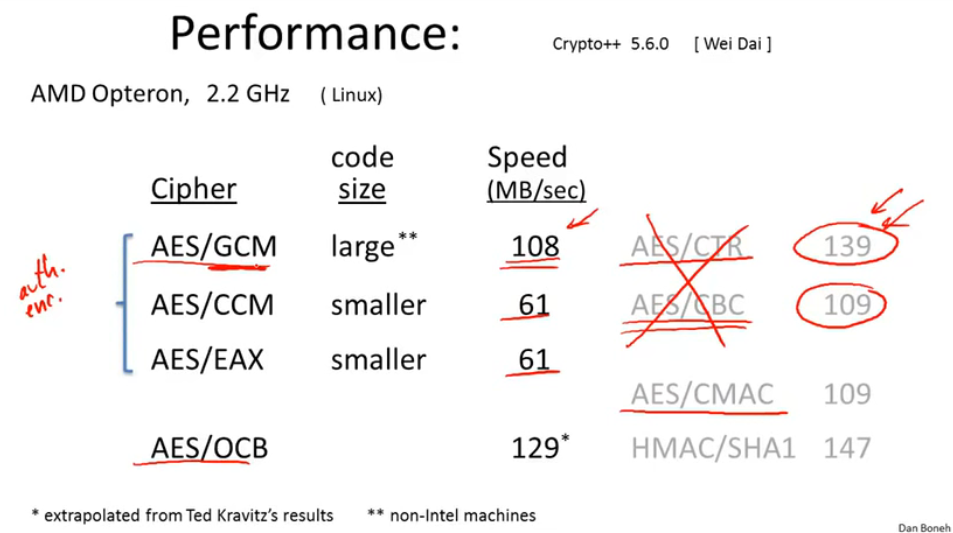 Performance:
Crypto++ 5.6.0 [ Wei Dai ]
AMD Opteron, 2.2 GHz ( Linux)
code Speed
Cipher size (MB/sec)
AES/GCM large** 108 AES/CTR 139
auth.
enc.
AES/CCM smaller 61 AES/CBC 109
AES/EAX smaller 61
AES/CMAC 109
AES/OCB 129* HMAC/SHA1 147
* extrapolated from Ted Kravitz's results ** non-Intel machines
Dan Boneh